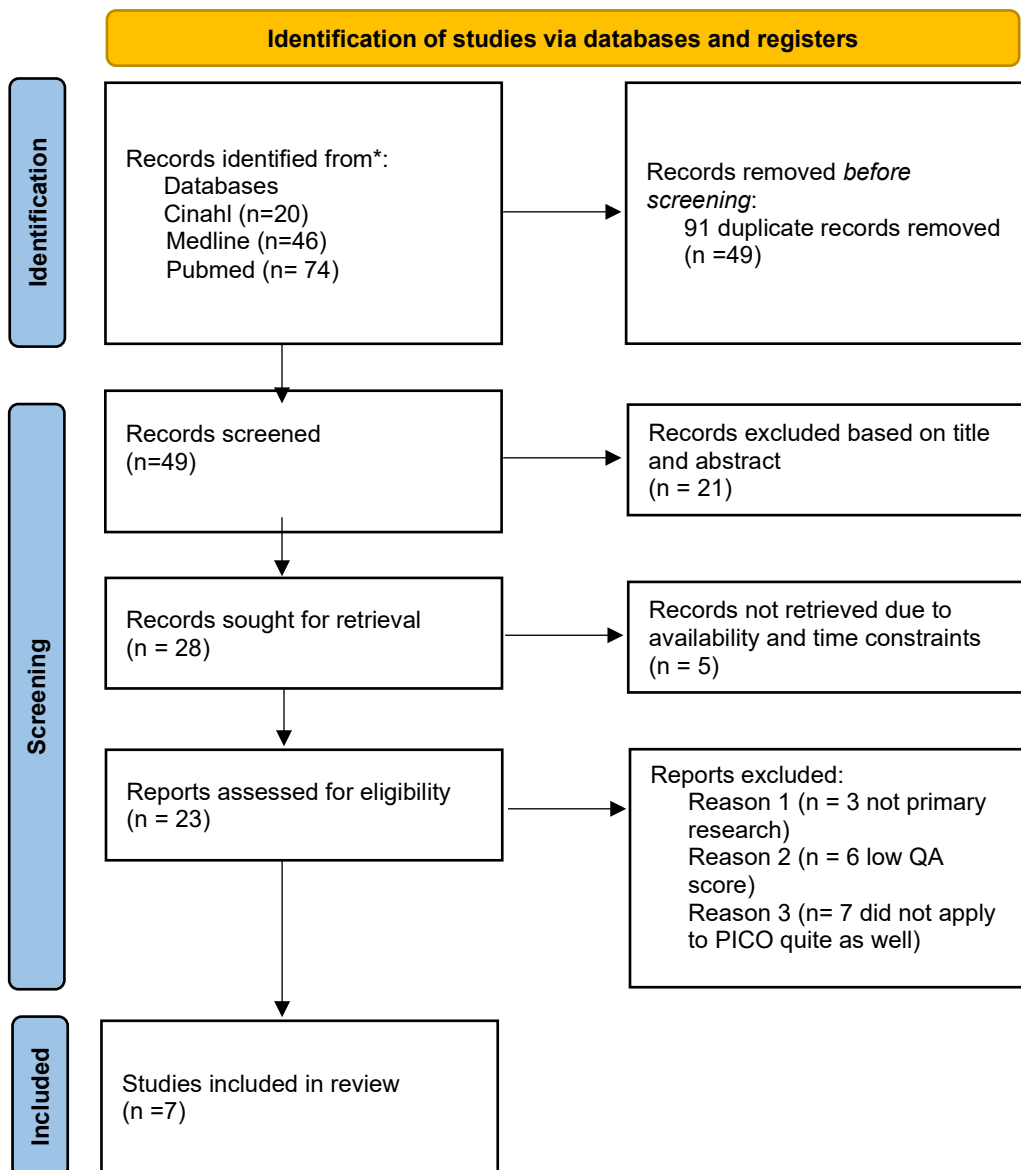 Identification of studies via databases and registers
Identification
Records identified from*:
Databases
Cinahl (n=20)
Medline (n=46)
Pubmed (n= 74)
Records removed before
screening:
91 duplicate records removed
(n =49)
Screening
Records screened
(n=49)
Records excluded based on title
and abstract
(n = 21)
Records sought for retrieval
(n = 28)
Records not retrieved due to
availability and time constraints
(n = 5)
Reports assessed for eligibility
(n = 23)
Reports excluded:
Reason 1 (n = 3 not primary
research)
Reason 2 (n = 6 low QA
score)
Reason 3 (n= 7 did not apply
to PICO quite as well)
Included
Studies included in review
(n =7)